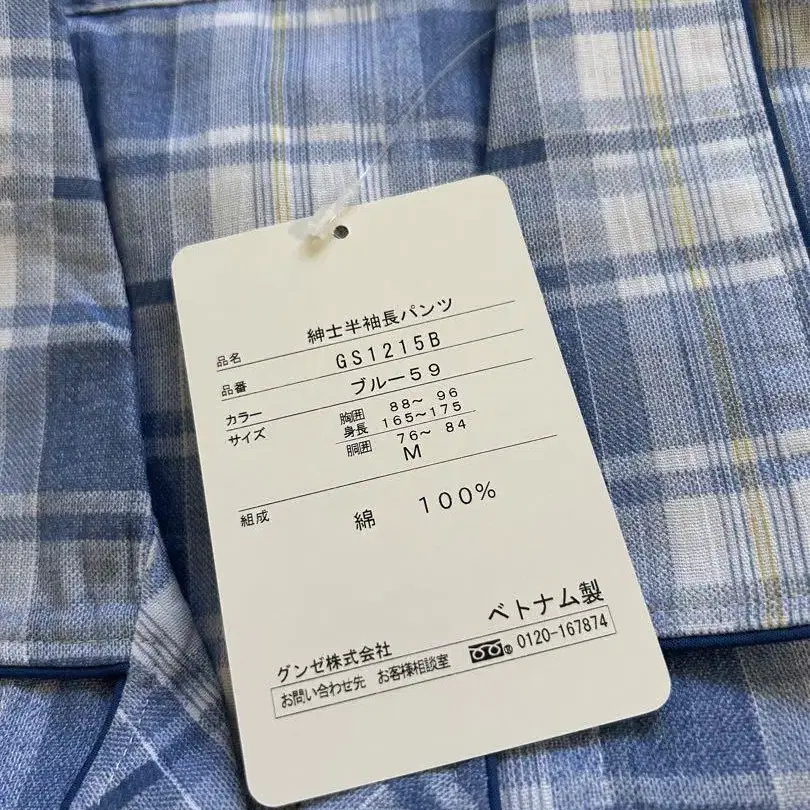 品名 紳士半袖長パンツ
品番 GS1215B
カラー ブルー59
サイズ 胸囲 88～ 96
身長 165～175
胴囲 76～ 84
M
組成 綿 100%
ベトナム製
グンゼ株式会社
お問い合わせ先 お客様相談室 0120-167874